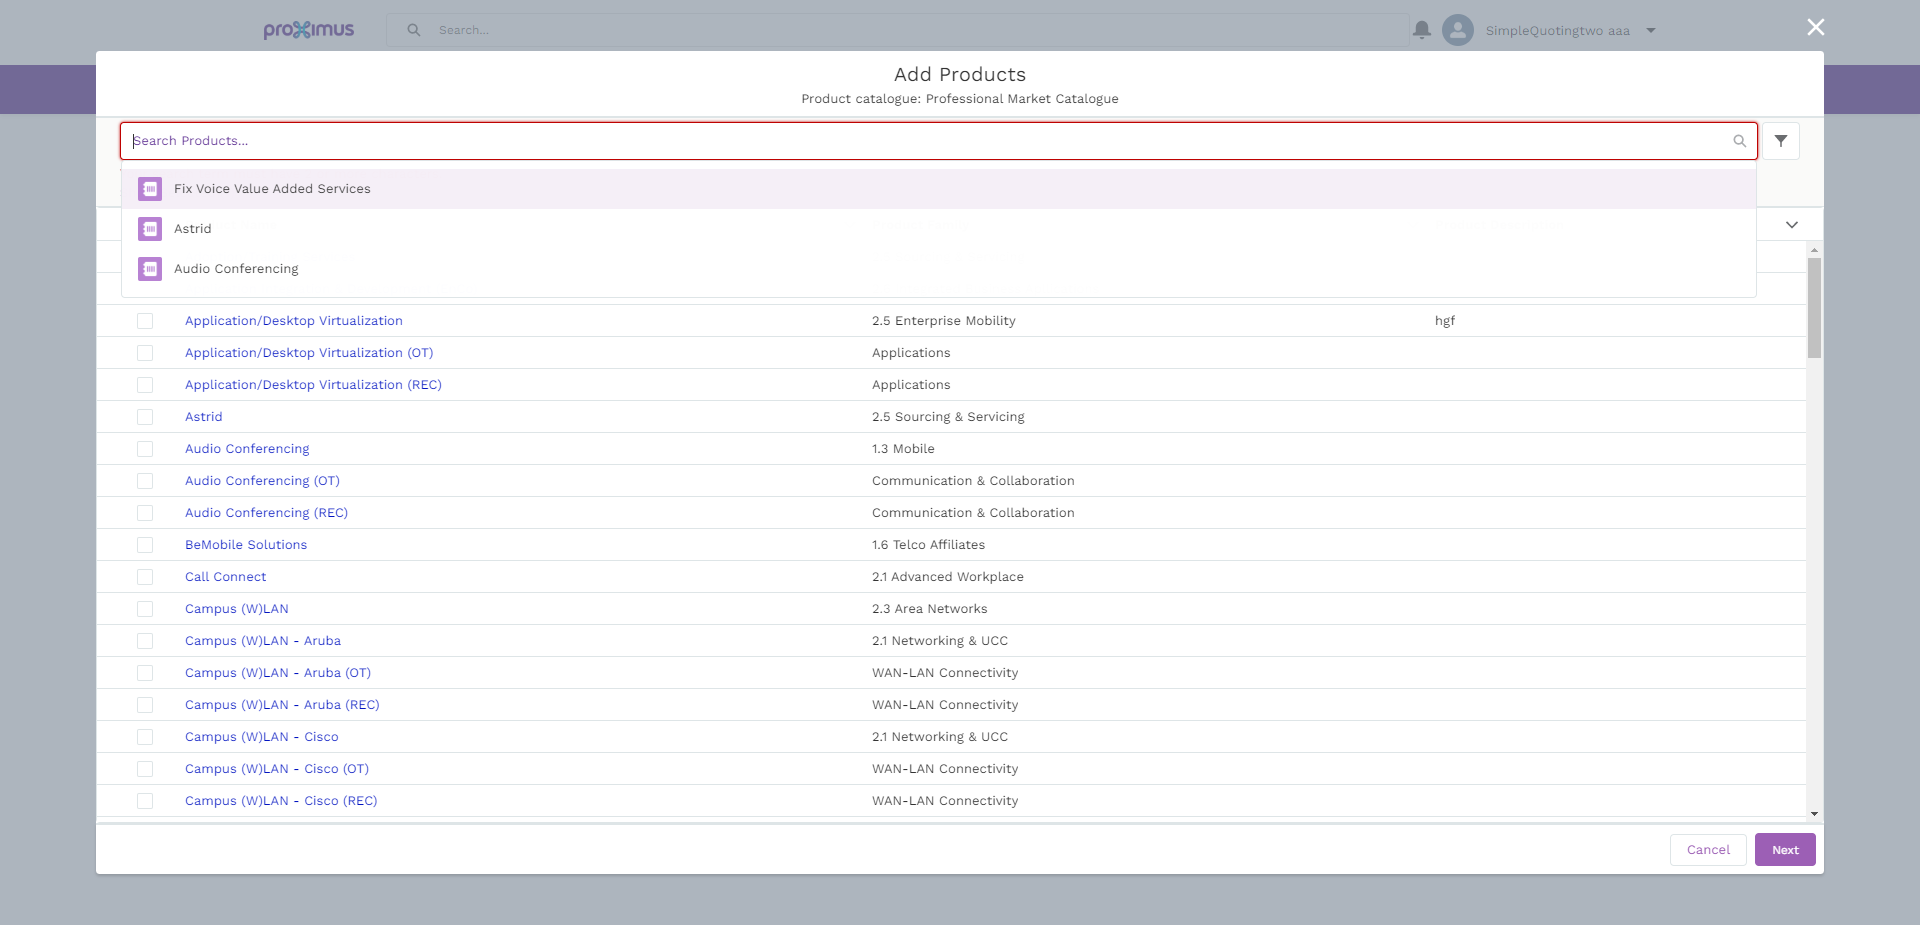 proximus
Search...
SimpleQuotingtwo aaa
Add Products
Product catalogue: Professional Market Catalogue
Search Products...
Fix Voice Value Added Services
Astrid
Audio Conferencing
Application/Desktop Virtualization 2.5 Enterprise Mobility hgf
Application/Desktop Virtualization (OT) Applications
Application/Desktop Virtualization (REC) Applications
Astrid 2.5 Sourcing & Servicing
Audio Conferencing 1.3 Mobile
Audio Conferencing (OT) Communication & Collaboration
Audio Conferencing (REC) Communication & Collaboration
BeMobile Solutions 1.6 Telco Affiliates
Call Connect 2.1 Advanced Workplace
Campus (W)LAN 2.3 Area Networks
Campus (W)LAN - Aruba 2.1 Networking & UCC
Campus (W)LAN - Aruba (OT) WAN-LAN Connectivity
Campus (W)LAN - Aruba (REC) WAN-LAN Connectivity
Campus (W)LAN - Cisco 2.1 Networking & UCC
Campus (W)LAN - Cisco (OT) WAN-LAN Connectivity
Campus (W)LAN - Cisco (REC) WAN-LAN Connectivity
Cancel Next